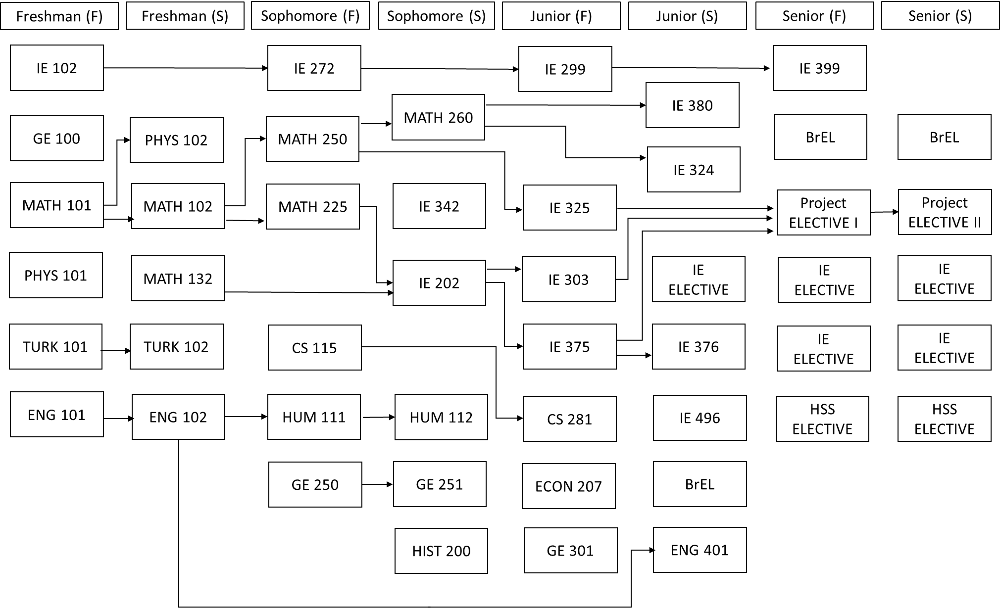 Freshman (F)
Freshman (S)
Sophomore (F)
Sophomore (S)
Junior (F)
Junior (S)
Senior (F)
Senior (S)
IE 102
IE 272
IE 299
IE 399
MATH 260
IE 380
GE 100
PHYS 102
MATH 250
BrEL
BrEL
IE 324
MATH 101
MATH 102
MATH 225
IE 342
IE 325
Project
ELECTIVE I
Project
ELECTIVE II
PHYS 101
MATH 132
IE 202
IE 303
IE
ELECTIVE
IE
ELECTIVE
IE
ELECTIVE
TURK 101
TURK 102
CS 115
IE 375
IE 376
IE
ELECTIVE
IE
ELECTIVE
ENG 101
ENG 102
HUM 111
HUM 112
CS 281
IE 496
HSS
ELECTIVE
HSS
ELECTIVE
GE 250
GE 251
ECON 207
BrEL
HIST 200
GE 301
ENG 401